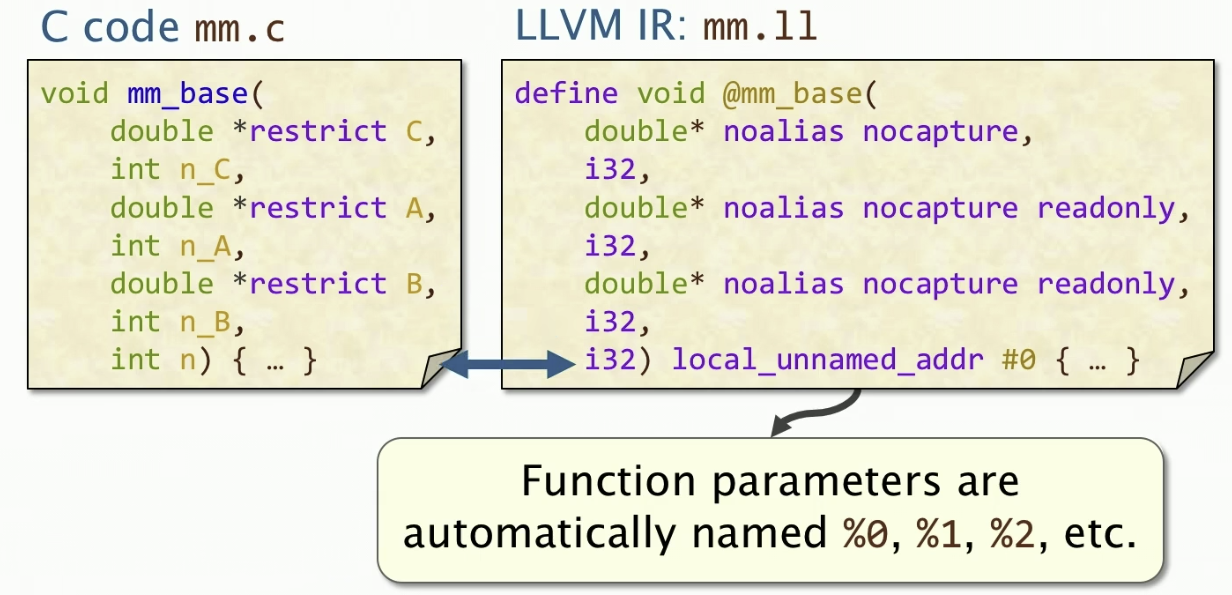 C code mm.c
void mm_base(
    double *restrict C,
    int n_C,
    double *restrict A,
    int n_A,
    double *restrict B,
    int n_B,
    int n) { … }
LLVM IR: mm.ll
define void @mm_base(
    double* noalias nocapture,
    i32,
    double* noalias nocapture readonly,
    i32,
    double* noalias nocapture readonly,
    i32,
    i32) local_unnamed_addr #0 { … }
Function parameters are
automatically named %0, %1, %2, etc.